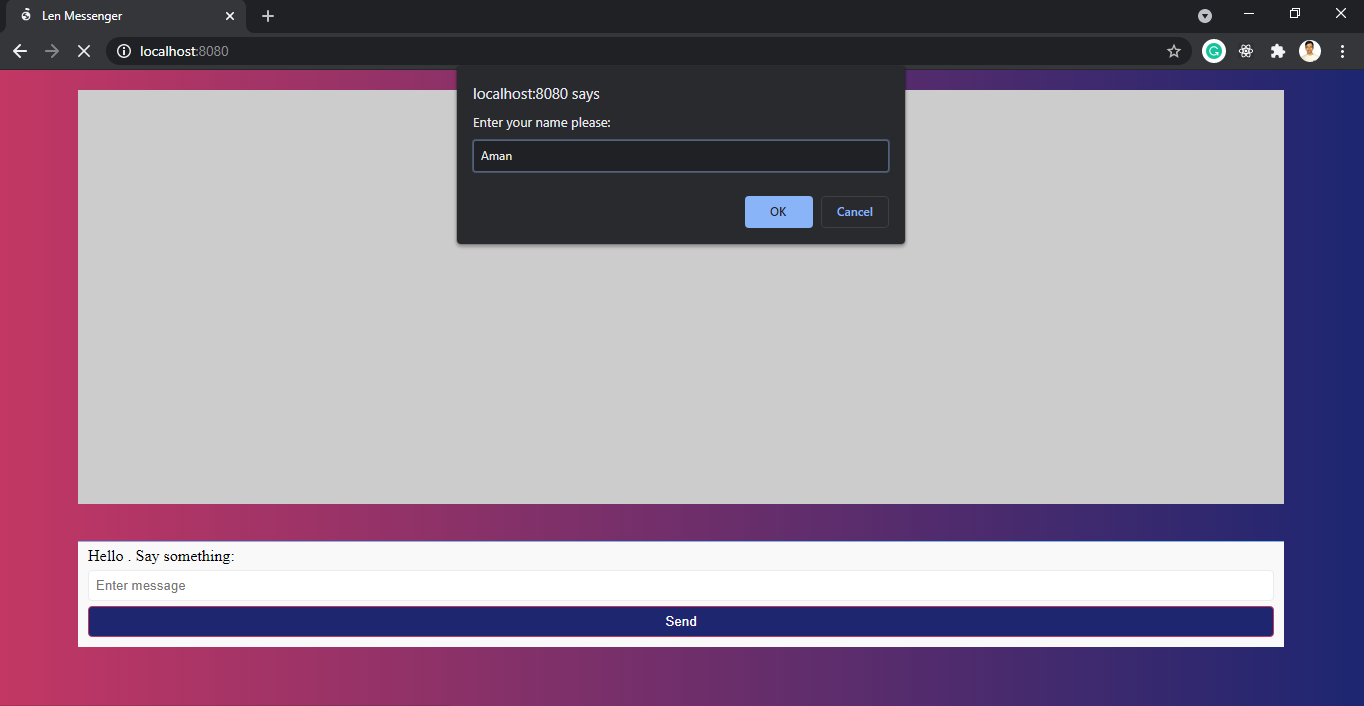 Len Messenger
localhost:8080
localhost:8080 says
Enter your name please:
Aman
OK
Cancel
Hello . Say something:
Enter message
Send